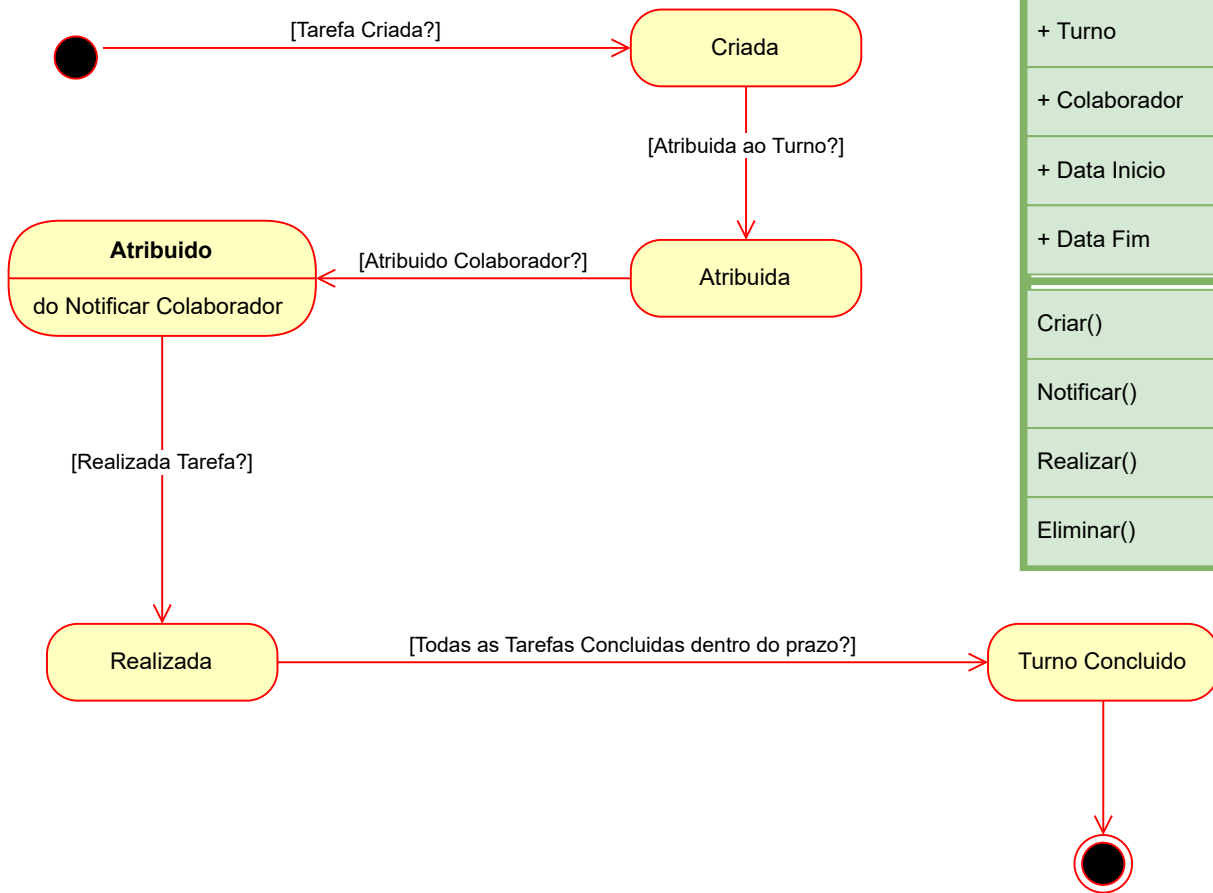 [Tarefa Criada?]
Criada
[Atribuida ao Turno?]
Atribuido
do Notificar Colaborador
[Atribuido Colaborador?]
Atribuida
[Realizada Tarefa?]
Realizada
[Todas as Tarefas Concluidas dentro do prazo?]
Turno Concluido
+ Turno
+ Colaborador
+ Data Inicio
+ Data Fim
Criar()
Notificar()
Realizar()
Eliminar()